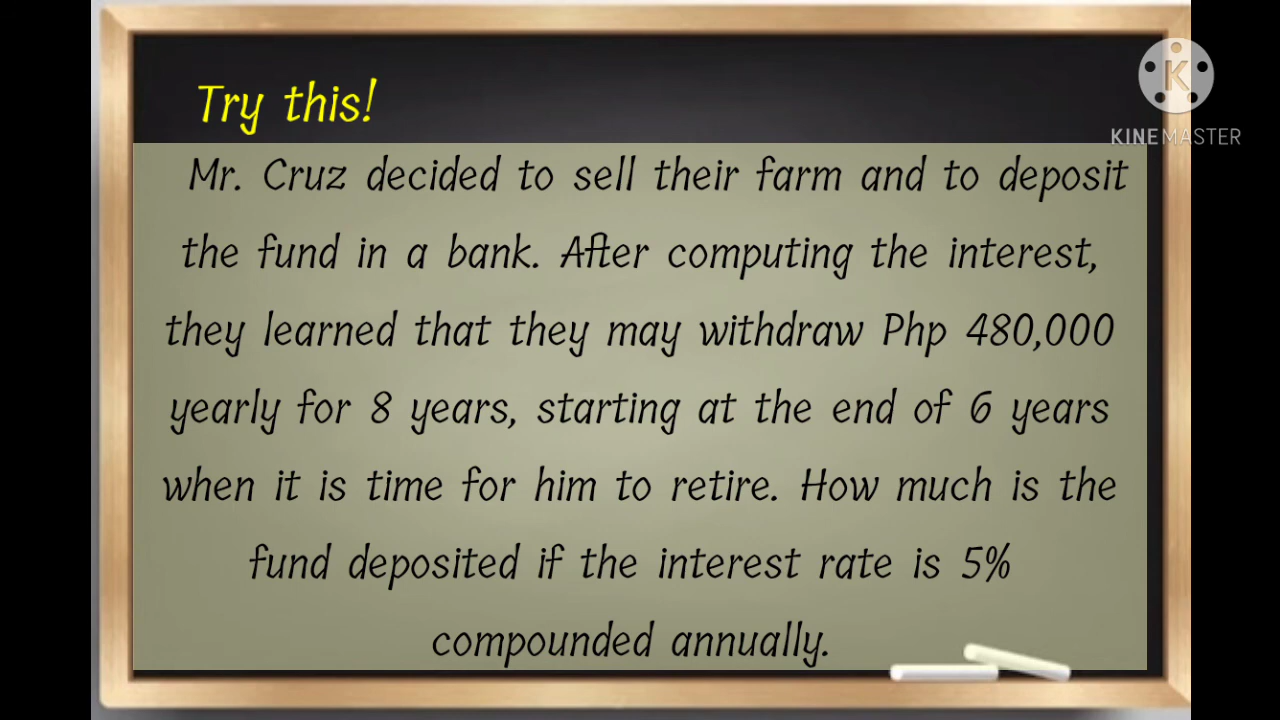 Try this!
KINEMASTER
Mr. Cruz decided to sell their farm and to deposit
the fund in a bank. After computing the interest,
they learned that they may withdraw Php 480,000
yearly for 8 years, starting at the end of 6 years
when it is time for him to retire. How much is the
fund deposited if the interest rate is 5%
compounded annually.